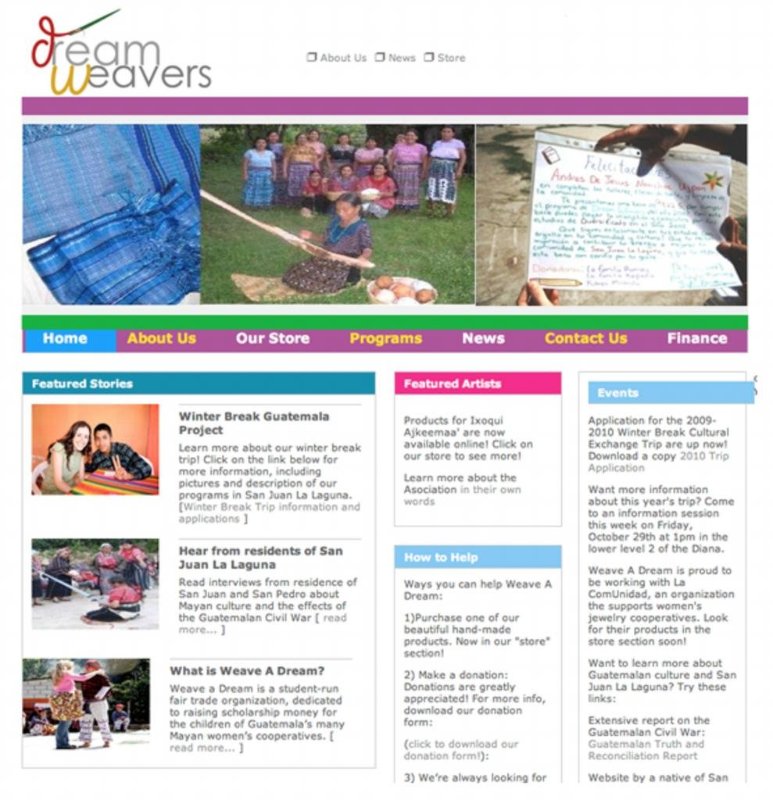 dream
weavers
About Us News Store
Felicitac
Andres De Jesus
Donadores:
Home About Us Our Store Programs News Contact Us Finance
Featured Stories
Winter Break Guatemala
Project
Learn more about our winter break
trip! Click on the link below for
more information, including
pictures and description of our
programs in San Juan La Laguna.
[Winter Break Trip information and
applications ]
Hear from residents of San
Juan La Laguna
Read interviews from residence of
San Juan and San Pedro about
Mayan culture and the effects of
the Guatemalan Civil War [ read
more... ]
What is Weave A Dream?
Weave a Dream is a student-run
fair trade organization, dedicated
to raising scholarship money for
the children of Guatemala's many
Mayan women's cooperatives. [
read more... ]
Featured Artists
Products for Ixoqui
Ajkeemaa' are now
available online! Click on
our store to see more!
Learn more about the
Asociation in their own
words
How to Help
Ways you can help Weave A
Dream:
1)Purchase one of our
beautiful hand-made
products. Now in our "store"
section!
2) Make a donation:
Donations are greatly
appreciated! For more info,
download our donation
form:
(click to download our
donation form!):
3) We're always looking for
Events
Application for the 2009-
2010 Winter Break Cultural
Exchange Trip are up now!
Download a copy 2010 Trip
Application
Want more information
about this year's trip? Come
to an information session
this week on Friday,
October 29th at 1pm in the
lower level 2 of the Diana.
Weave A Dream is proud to
be working with La
ComUnidad, an organization
the supports women's
jewelry cooperatives. Look
for their products in the
store section soon!
Want to learn more about
Guatemalan culture and San
Juan La Laguna? Try these
links:
Extensive report on the
Guatemalan Civil War:
Guatemalan Truth and
Reconciliation Report
Website by a native of San